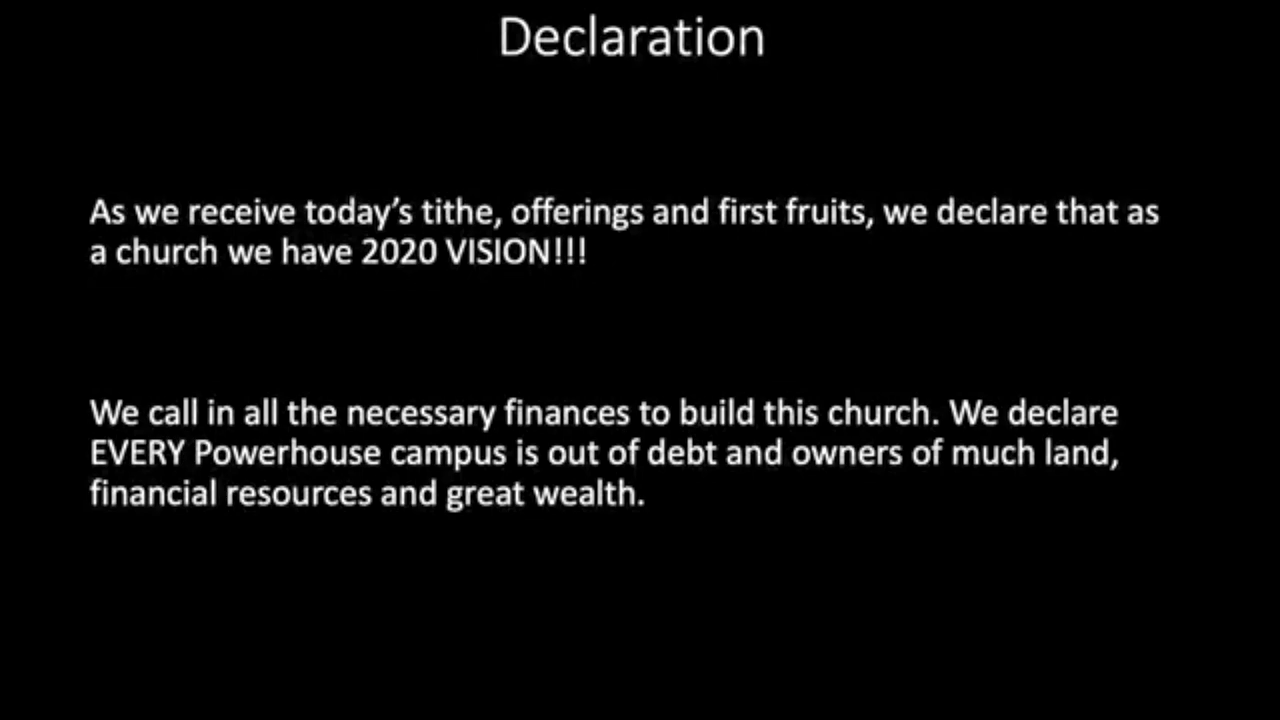 Declaration
As we receive today’s tithe, offerings and first fruits, we declare that as
a church we have 2020 VISION!!!
We call in all the necessary finances to build this church. We declare
EVERY Powerhouse campus is out of debt and owners of much land,
financial resources and great wealth.